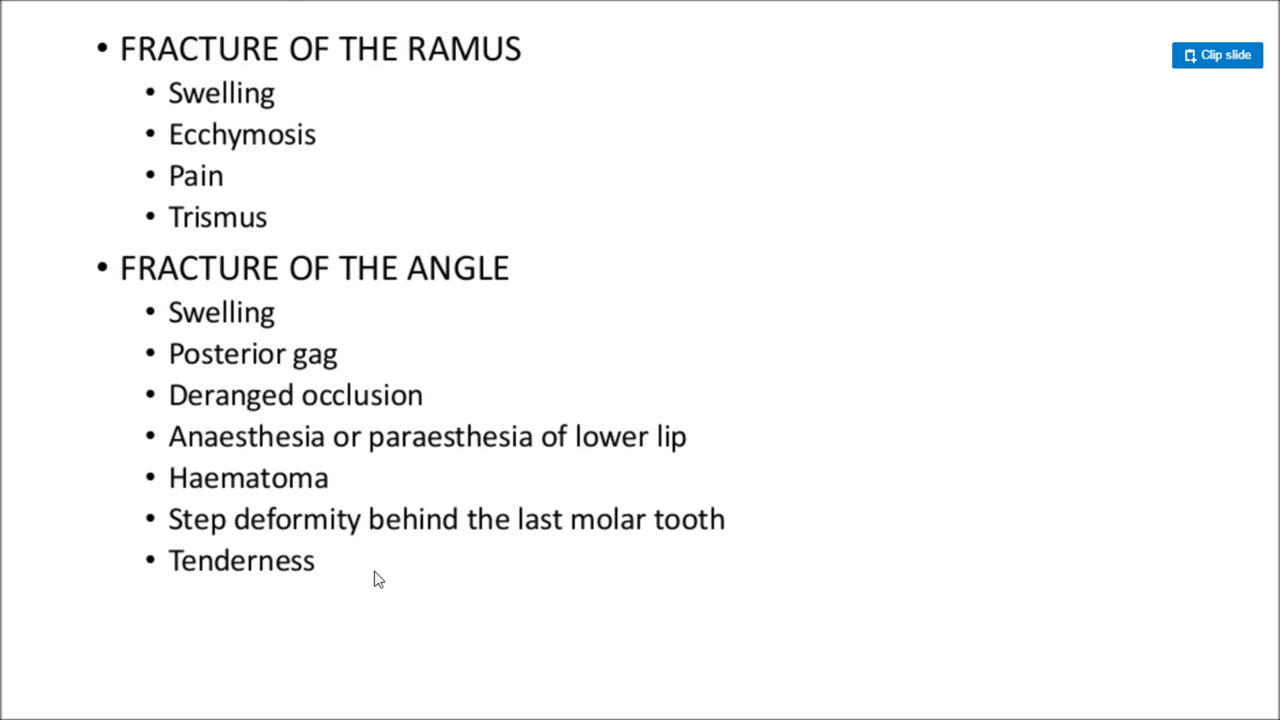 • FRACTURE OF THE RAMUS
Clip slide
• Swelling
• Ecchymosis
• Pain
• Trismus
• FRACTURE OF THE ANGLE
• Swelling
• Posterior gag
• Deranged occlusion
• Anaesthesia or paraesthesia of lower lip
• Haematoma
• Step deformity behind the last molar tooth
• Tenderness